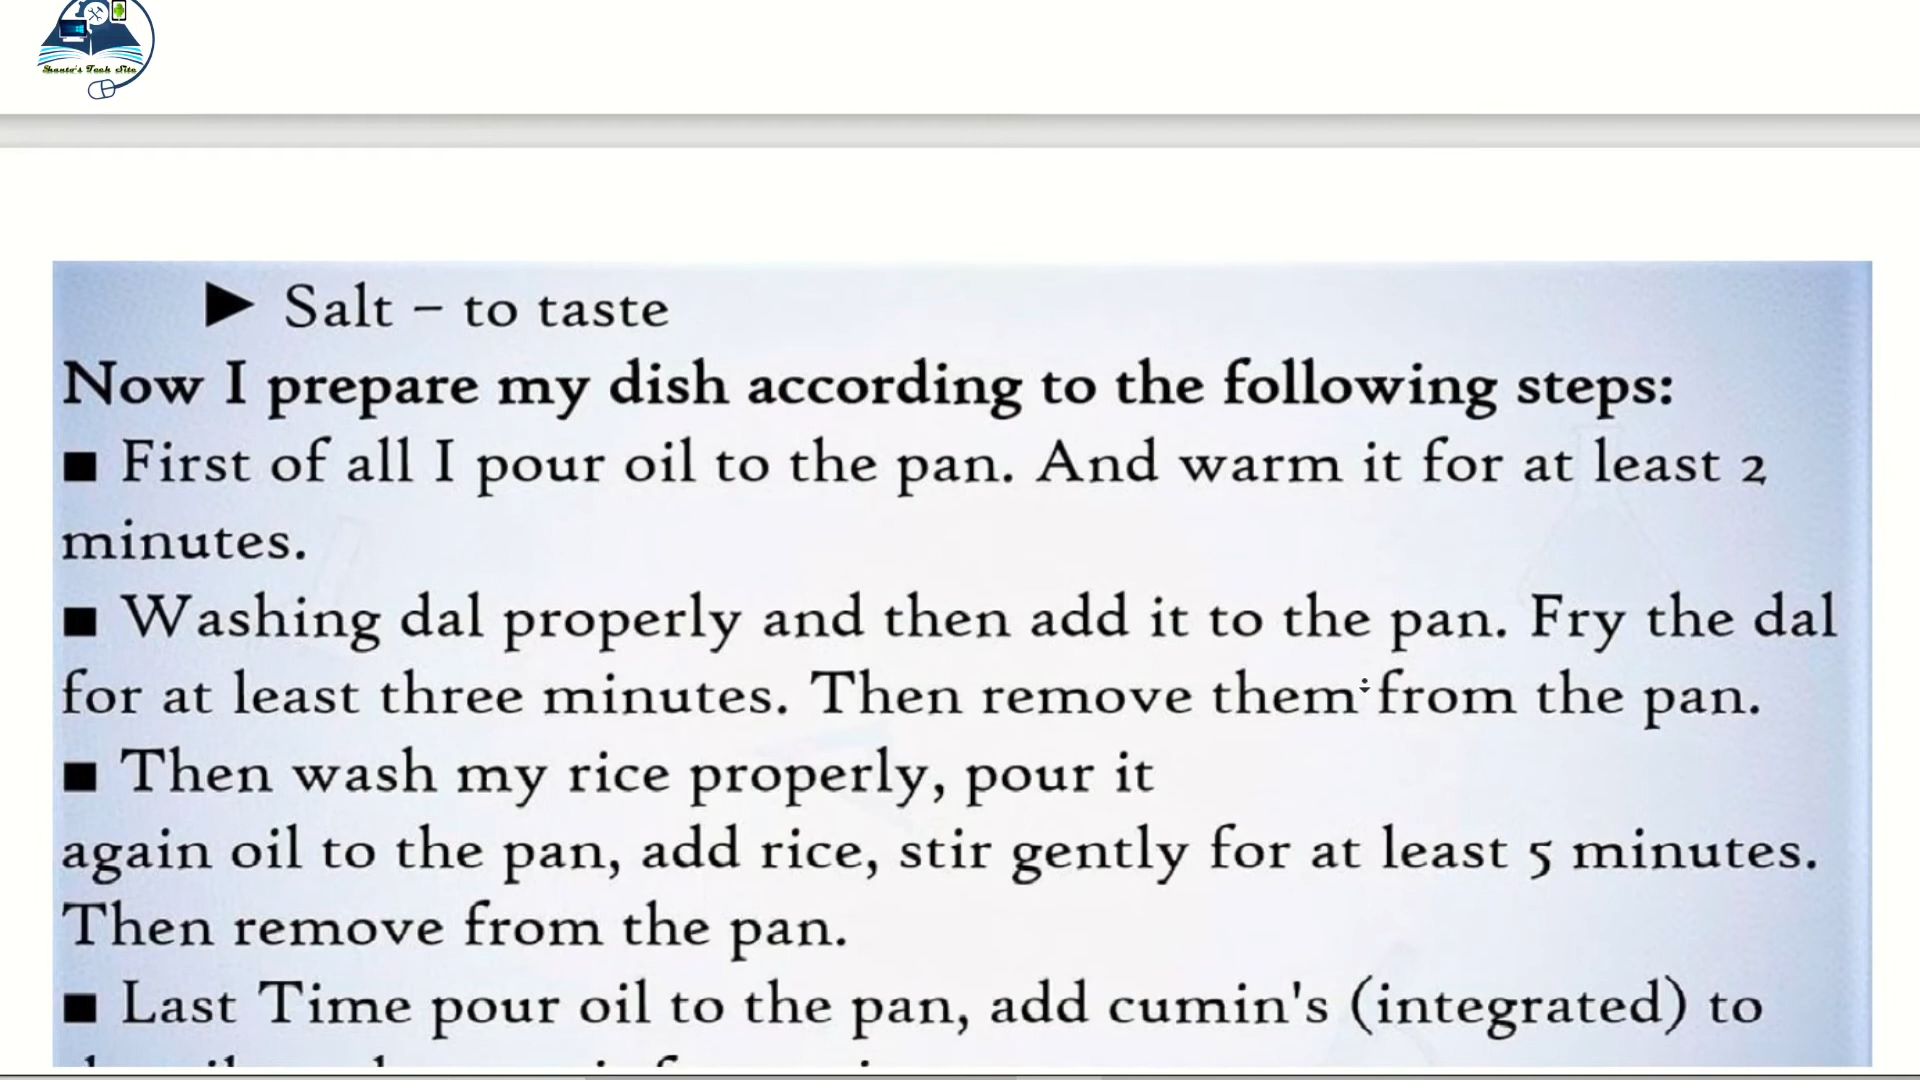 Shanto's Tech Site
▶ Salt – to taste
Now I prepare my dish according to the following steps:
■ First of all I pour oil to the pan. And warm it for at least 2
minutes.
■ Washing dal properly and then add it to the pan. Fry the dal
for at least three minutes. Then remove them from the pan.
■ Then wash my rice properly, pour it
again oil to the pan, add rice, stir gently for at least 5 minutes.
Then remove from the pan.
■ Last Time pour oil to the pan, add cumin's (integrated) to